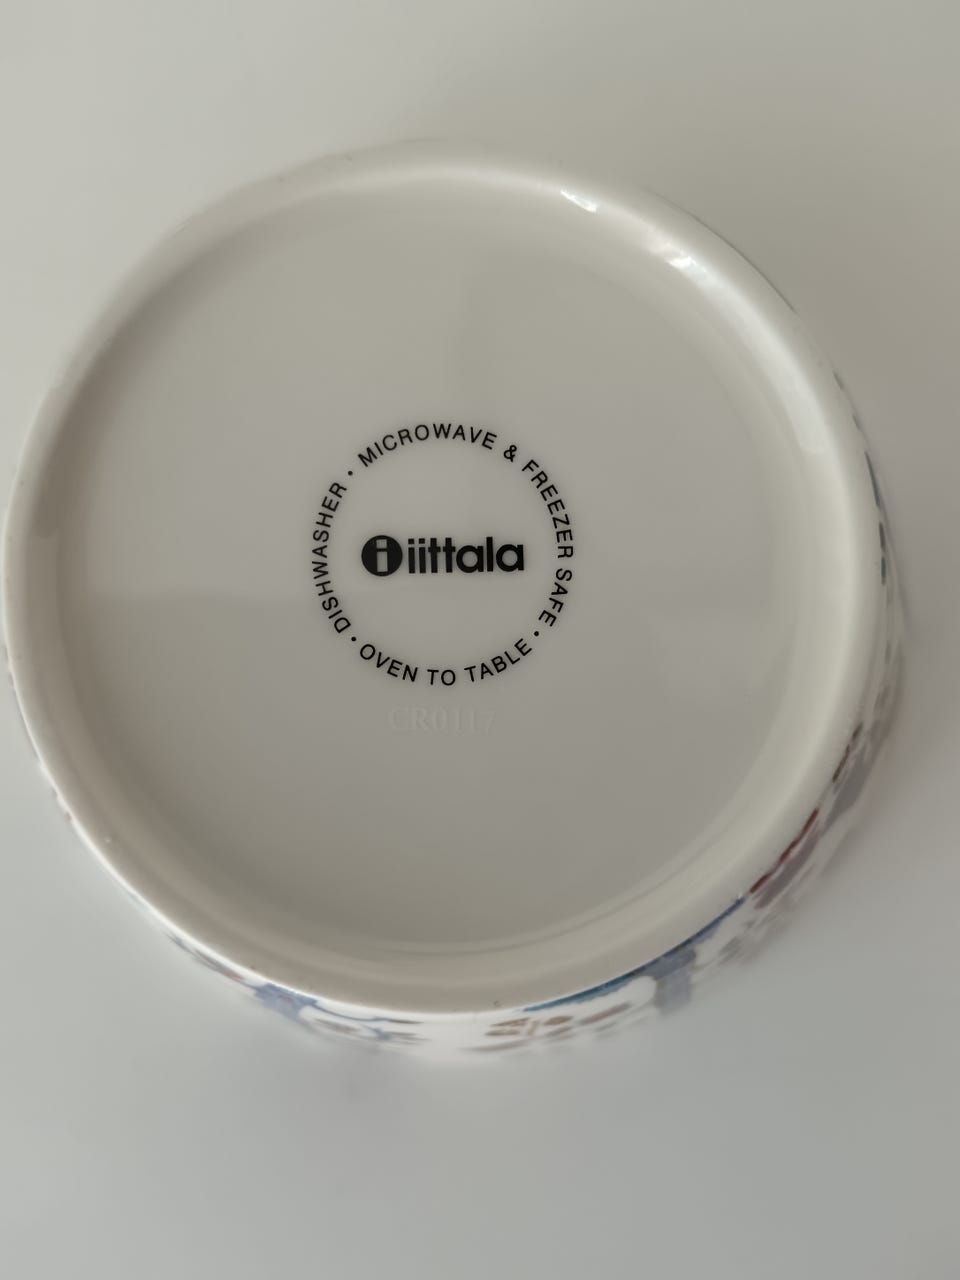 DISHWASHER · MICROWAVE & FREEZER SAFE · OVEN TO TABLE ·
i iittala
CR0117